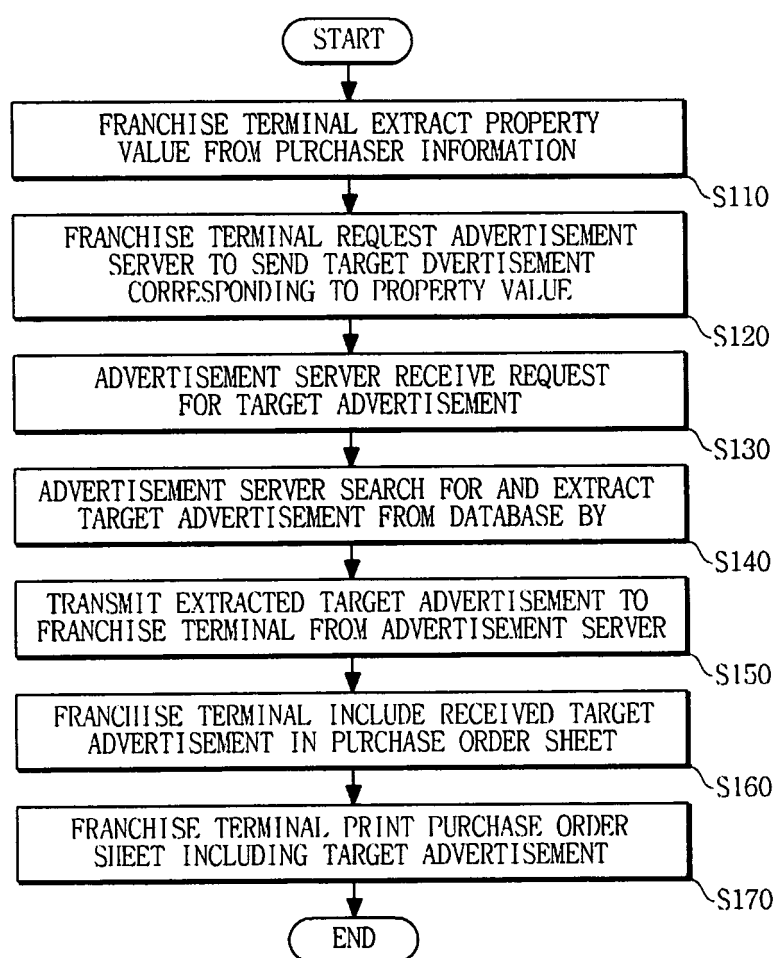 START
FRANCHISE TERMINAL EXTRACT PROPERTY
VALUE FROM PURCHASER INFORMATION
S110
FRANCHISE TERMINAL REQUEST ADVERTISEMENT
SERVER TO SEND TARGET DVERTISEMENT
CORRESPONDING TO PROPERTY VALUE
S120
ADVERTISEMENT SERVER RECEIVE REQUEST
FOR TARGET ADVERTISEMENT
S130
ADVERTISEMENT SERVER SEARCH FOR AND EXTRACT
TARGET ADVERTISEMENT FROM DATABASE BY
S140
TRANSMIT EXTRACTED TARGET ADVERTISEMENT TO
FRANCHISE TERMINAL FROM ADVERTISEMENT SERVER
S150
FRANCHISE TERMINAL INCLUDE RECEIVED TARGET
ADVERTISEMENT IN PURCHASE ORDER SHEET
S160
FRANCHISE TERMINAL PRINT PURCHASE ORDER
SHEET INCLUDING TARGET ADVERTISEMENT
S170
END